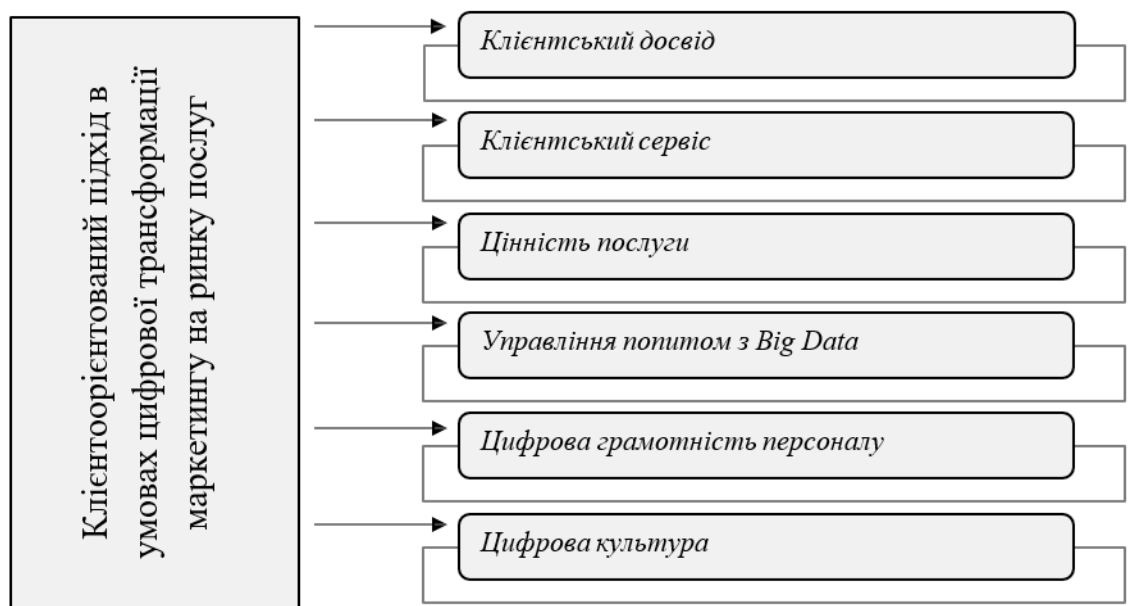 Клієнтоорієнтований підхід в
умовах цифрової трансформації
маркетингу на ринку послуг
Клієнтський досвід
Клієнтський сервіс
Цінність послуги
Управління попитом з Big Data
Цифрова грамотність персоналу
Цифрова культура